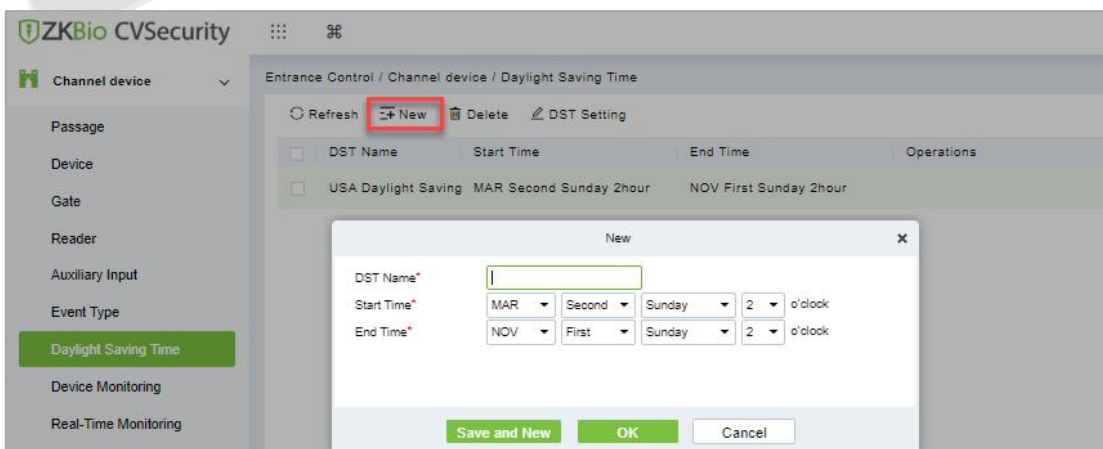 ZKBio CVSecurity
Channel device
Passage
Device
Gate
Reader
Auxiliary Input
Event Type
Daylight Saving Time
Device Monitoring
Real-Time Monitoring
Entrance Control / Channel device / Daylight Saving Time
Refresh New Delete DST Setting
DST Name Start Time End Time Operations
USA Daylight Saving MAR Second Sunday 2hour NOV First Sunday 2hour
New
DST Name*
Start Time* MAR Second Sunday 2 o'clock
End Time* NOV First Sunday 2 o'clock
Save and New OK Cancel